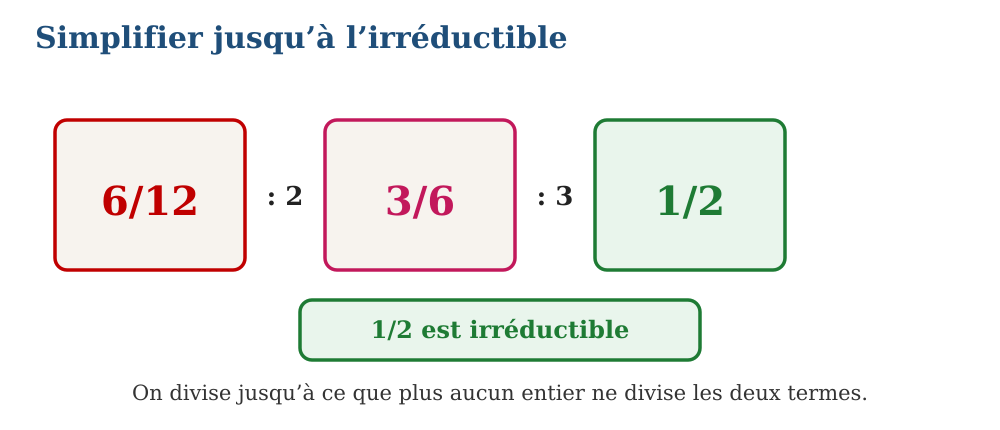 Simplifier jusqu’à l’irréductible
6/12 : 2 3/6 : 3 1/2
1/2 est irréductible
On divise jusqu’à ce que plus aucun entier ne divise les deux termes.